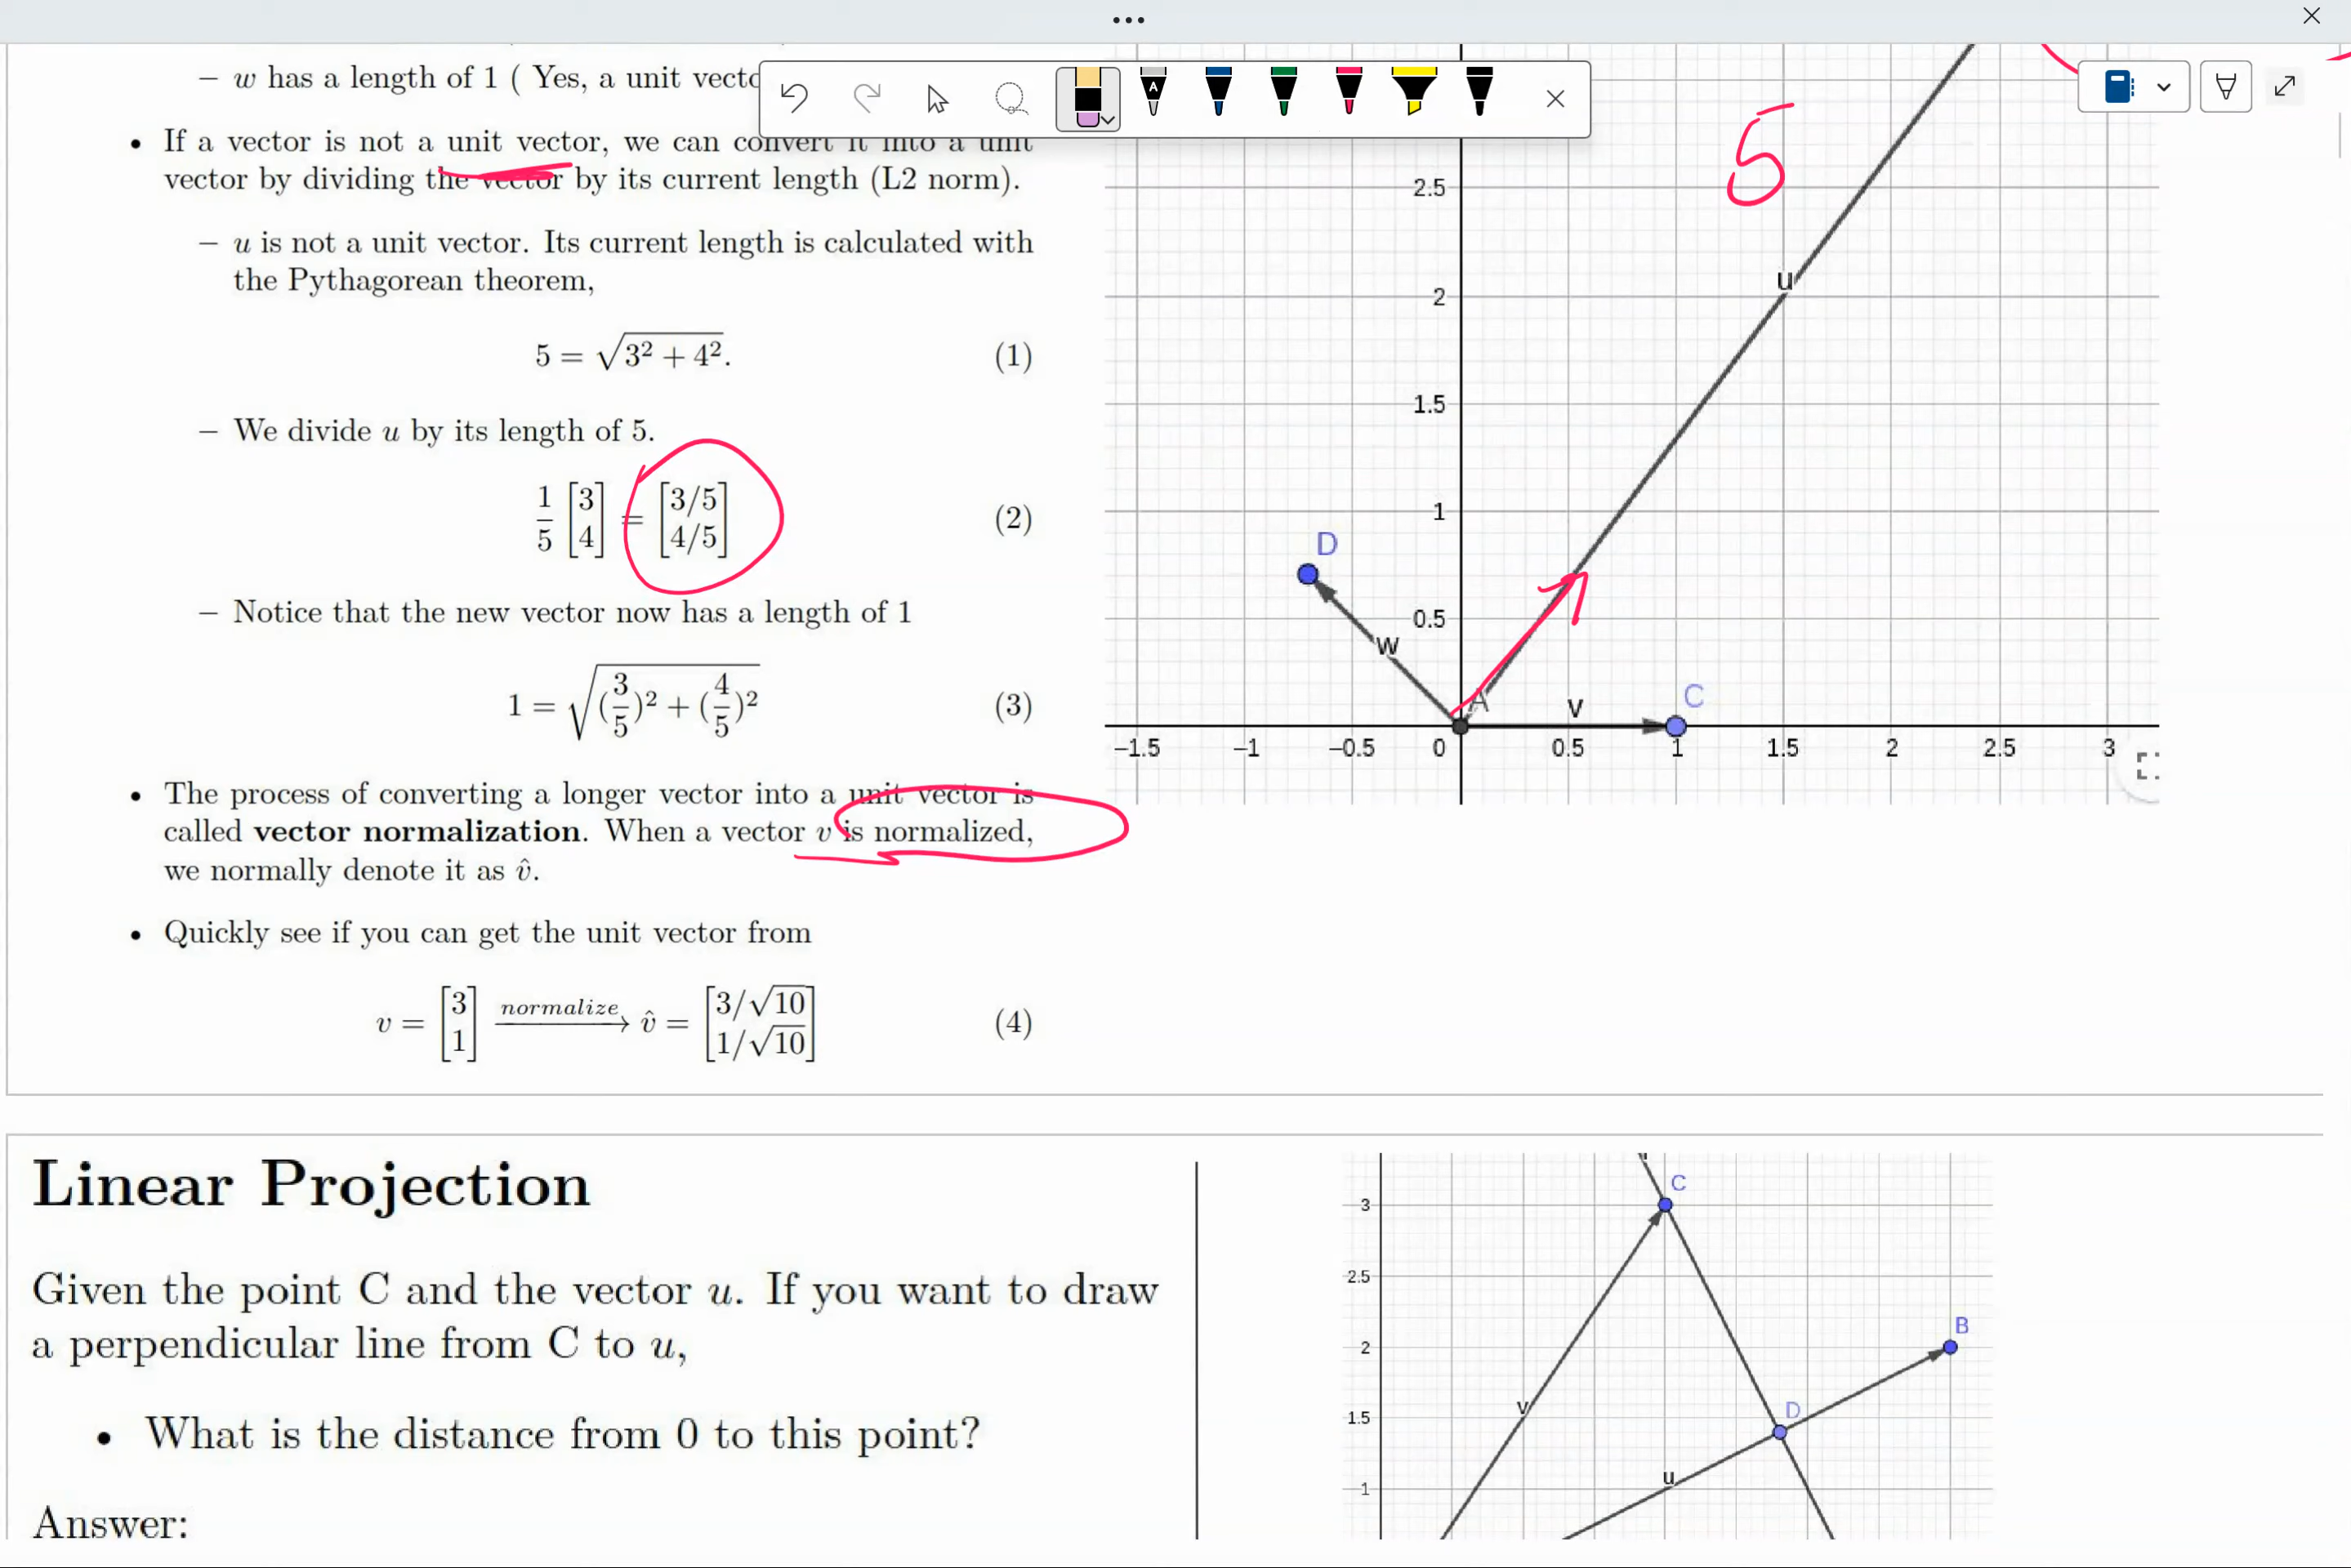 – w has a length of 1 ( Yes, a unit vecto
• If a vector is not a unit vector, we can convert it into a unit
vector by dividing the vector by its current length (L2 norm).
– u is not a unit vector. Its current length is calculated with
the Pythagorean theorem,
5 = √3² + 4². (1)
– We divide u by its length of 5.
1/5 [3 4] = [3/5 4/5] (2)
– Notice that the new vector now has a length of 1
1 = √(3/5)² + (4/5)² (3)
• The process of converting a longer vector into a unit vector is
called vector normalization. When a vector v is normalized,
we normally denote it as v̂.
• Quickly see if you can get the unit vector from
v = [3 1] normalize→ v̂ = [3/√10 1/√10] (4)
A
5
2.5
u
2
1.5
1
D
0.5
w
A
v
C
−1.5 −1 −0.5 0 0.5 1 1.5 2 2.5 3
Linear Projection
Given the point C and the vector u. If you want to draw
a perpendicular line from C to u,
• What is the distance from 0 to this point?
Answer:
C
3
2.5
B
2
v
D
1.5
u
1